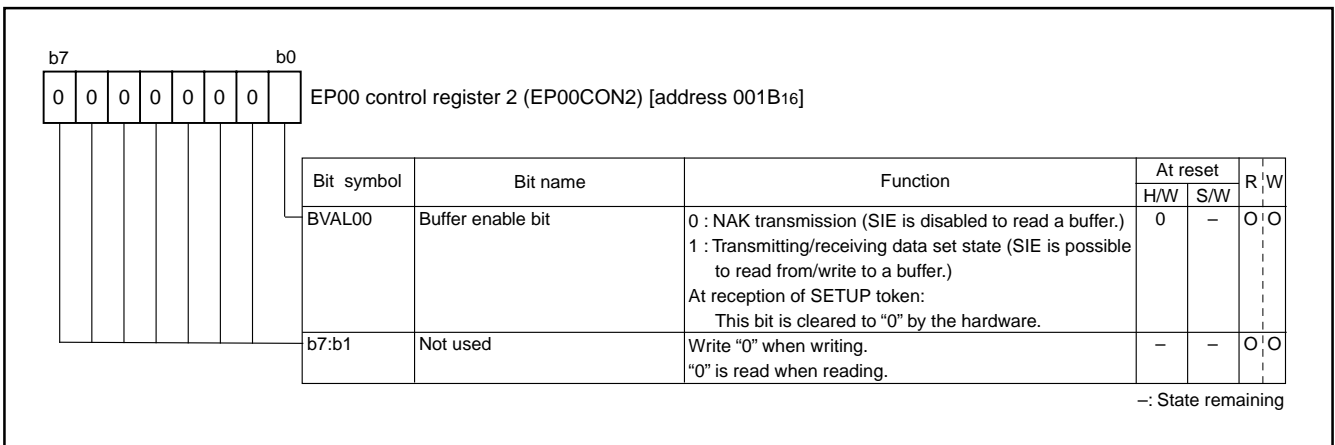 b7 b0
0 0 0 0 0 0 0
EP00 control register 2 (EP00CON2) [address 001B16]
Bit symbol Bit name Function At reset R W
H/W S/W
BVAL00 Buffer enable bit 0 : NAK transmission (SIE is disabled to read a buffer.) 0 – O O
1 : Transmitting/receiving data set state (SIE is possible
to read from/write to a buffer.)
At reception of SETUP token:
This bit is cleared to “0” by the hardware.
b7:b1 Not used Write “0” when writing. – – O O
“0” is read when reading.
–: State remaining